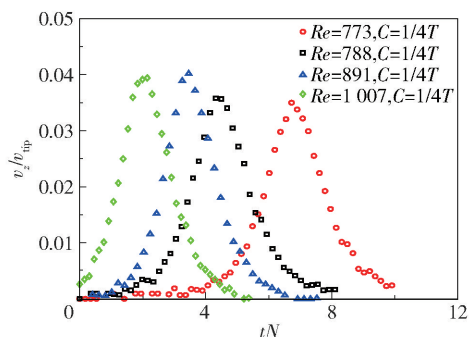 0.05
0.04
0.03
0.02
0.01
0
4
8
10
12
tN
v_z/v_tip
Re=773,C=1/4T
Re=788,C=1/4T
Re=891,C=1/4T
Re=1 007,C=1/4T